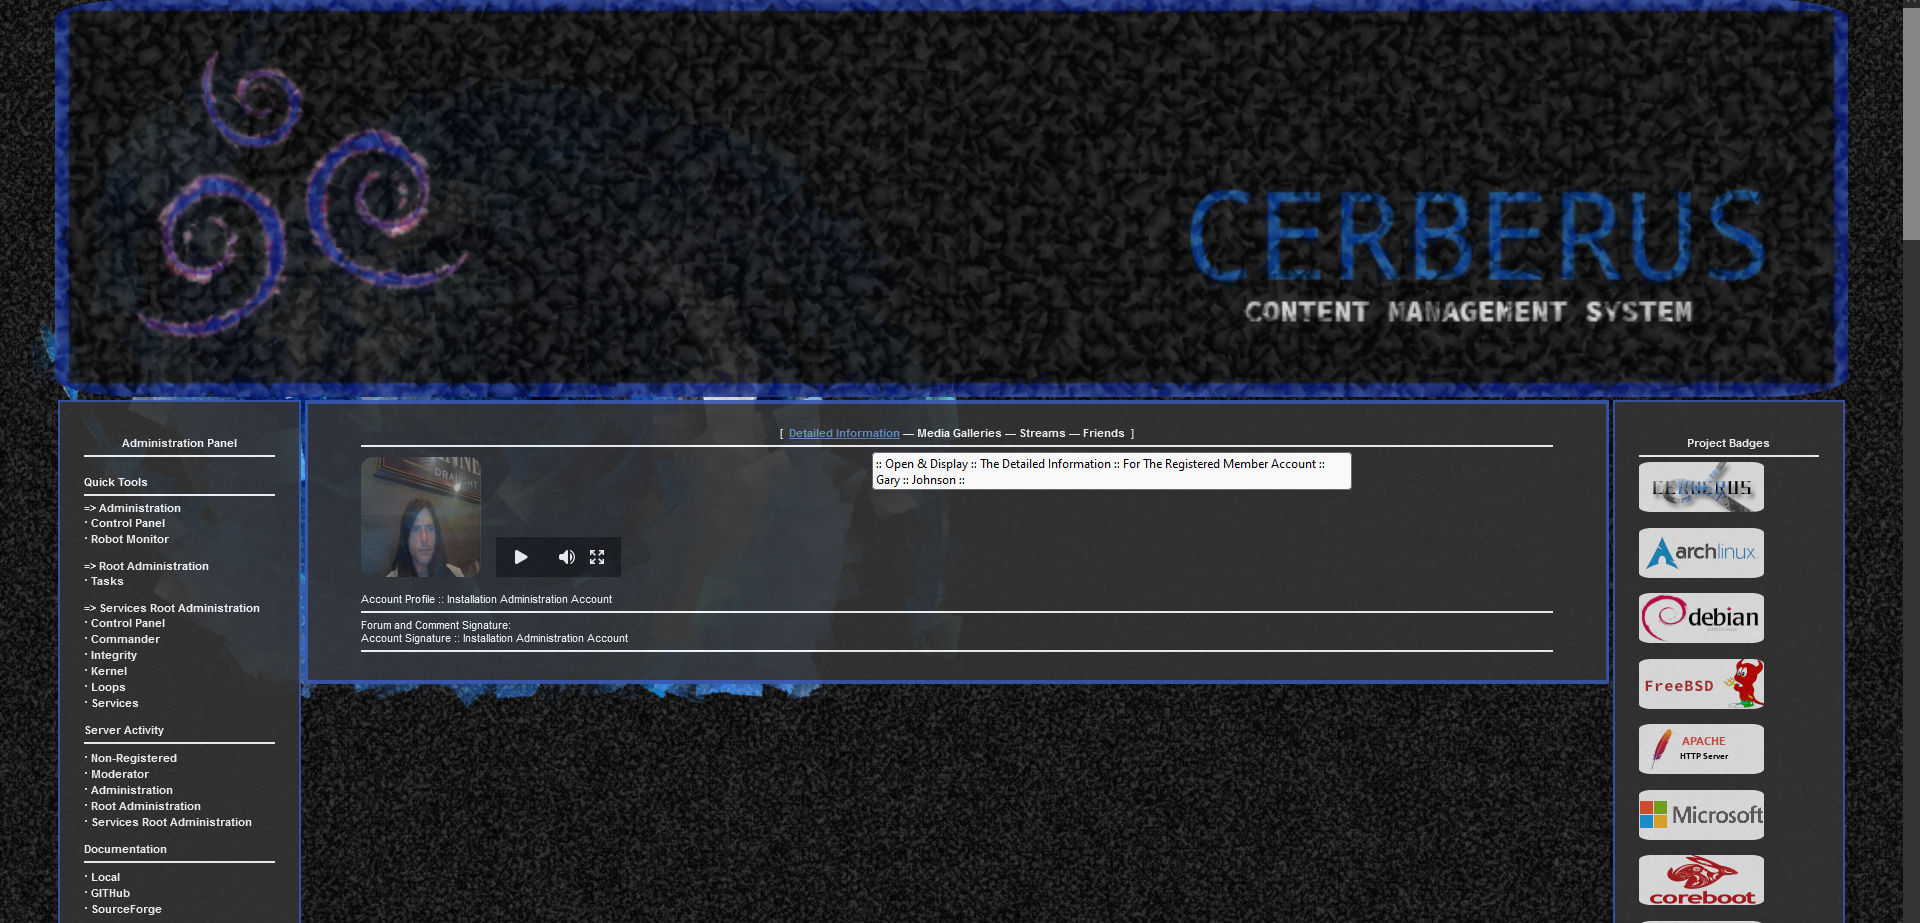 CERBERUS
CONTENT MANAGEMENT SYSTEM
Administration Panel
Quick Tools
=> Administration
· Control Panel
· Robot Monitor
=> Root Administration
· Tasks
=> Services Root Administration
· Control Panel
· Commander
· Integrity
· Kernel
· Loops
· Services
Server Activity
· Non-Registered
· Moderator
· Administration
· Root Administration
· Services Root Administration
Documentation
· Local
· GITHub
· SourceForge
[ Detailed Information — Media Galleries — Streams — Friends ]
:: Open & Display :: The Detailed Information :: For The Registered Member Account ::
Gary :: Johnson ::
DRAUGHT
Account Profile :: Installation Administration Account
Forum and Comment Signature:
Account Signature :: Installation Administration Account
Project Badges
CERBERUS
archlinux
debian
FreeBSD
APACHE
HTTP Server
Microsoft
coreboot